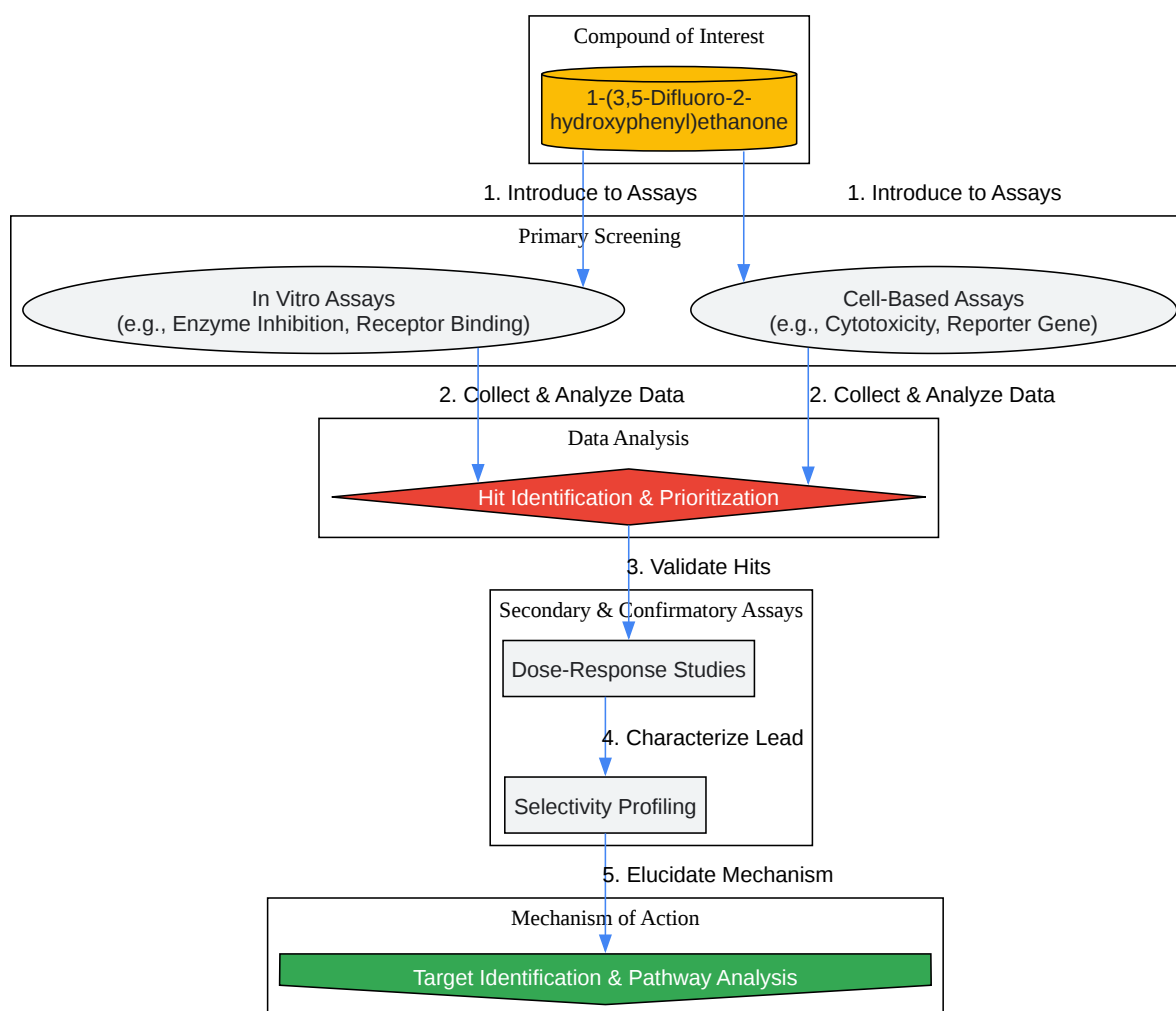 Compound of Interest
1-(3,5-Difluoro-2-
hydroxyphenyl)ethanone
1. Introduce to Assays
1. Introduce to Assays
Primary Screening
In Vitro Assays
(e.g., Enzyme Inhibition, Receptor Binding)
Cell-Based Assays
(e.g., Cytotoxicity, Reporter Gene)
2. Collect & Analyze Data
2. Collect & Analyze Data
Data Analysis
Hit Identification & Prioritization
3. Validate Hits
Secondary & Confirmatory Assays
Dose-Response Studies
4. Characterize Lead
Selectivity Profiling
5. Elucidate Mechanism
Mechanism of Action
Target Identification & Pathway Analysis